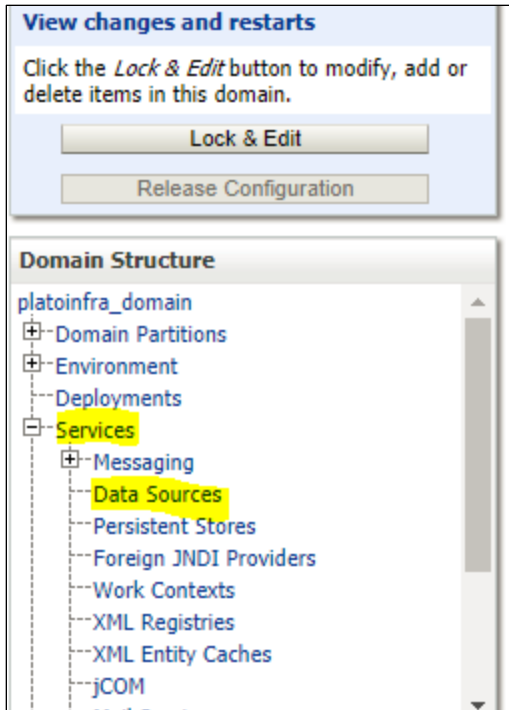 View changes and restarts
Click the Lock & Edit button to modify, add or
delete items in this domain.
Lock & Edit
Release Configuration
Domain Structure
platoinfra_domain
Domain Partitions
Environment
Deployments
Services
Messaging
Data Sources
Persistent Stores
Foreign JNDI Providers
Work Contexts
XML Registries
XML Entity Caches
jCOM